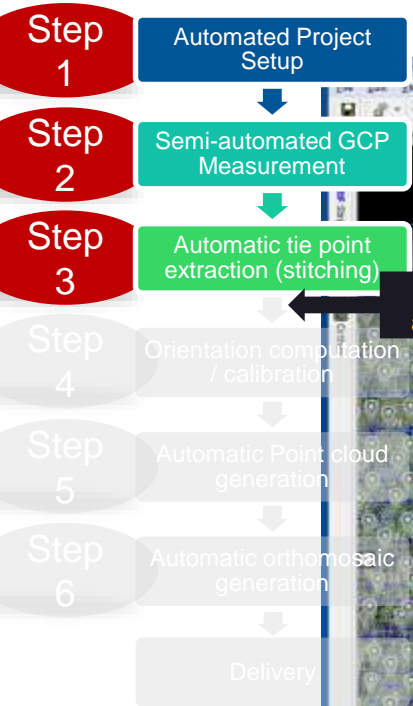 Step
1
Automated Project
Setup
Step
2
Semi-automated GCP
Measurement
Step
3
Automatic tie point
extraction (stitching)
Step
4
Orientation computation
/ calibration
Step
5
Automatic Point cloud
generation
Step
6
Automatic orthomosaic
generation
Delivery